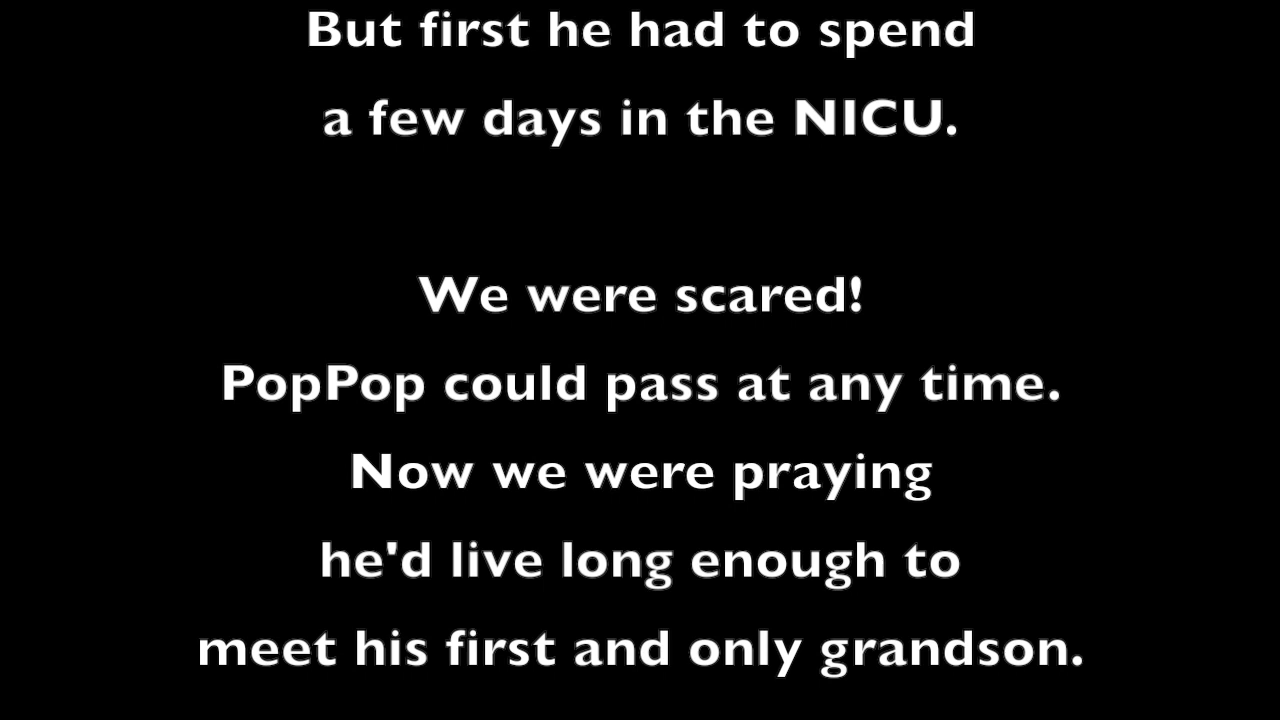 But first he had to spend
a few days in the NICU.
We were scared!
PopPop could pass at any time.
Now we were praying
he'd live long enough to
meet his first and only grandson.